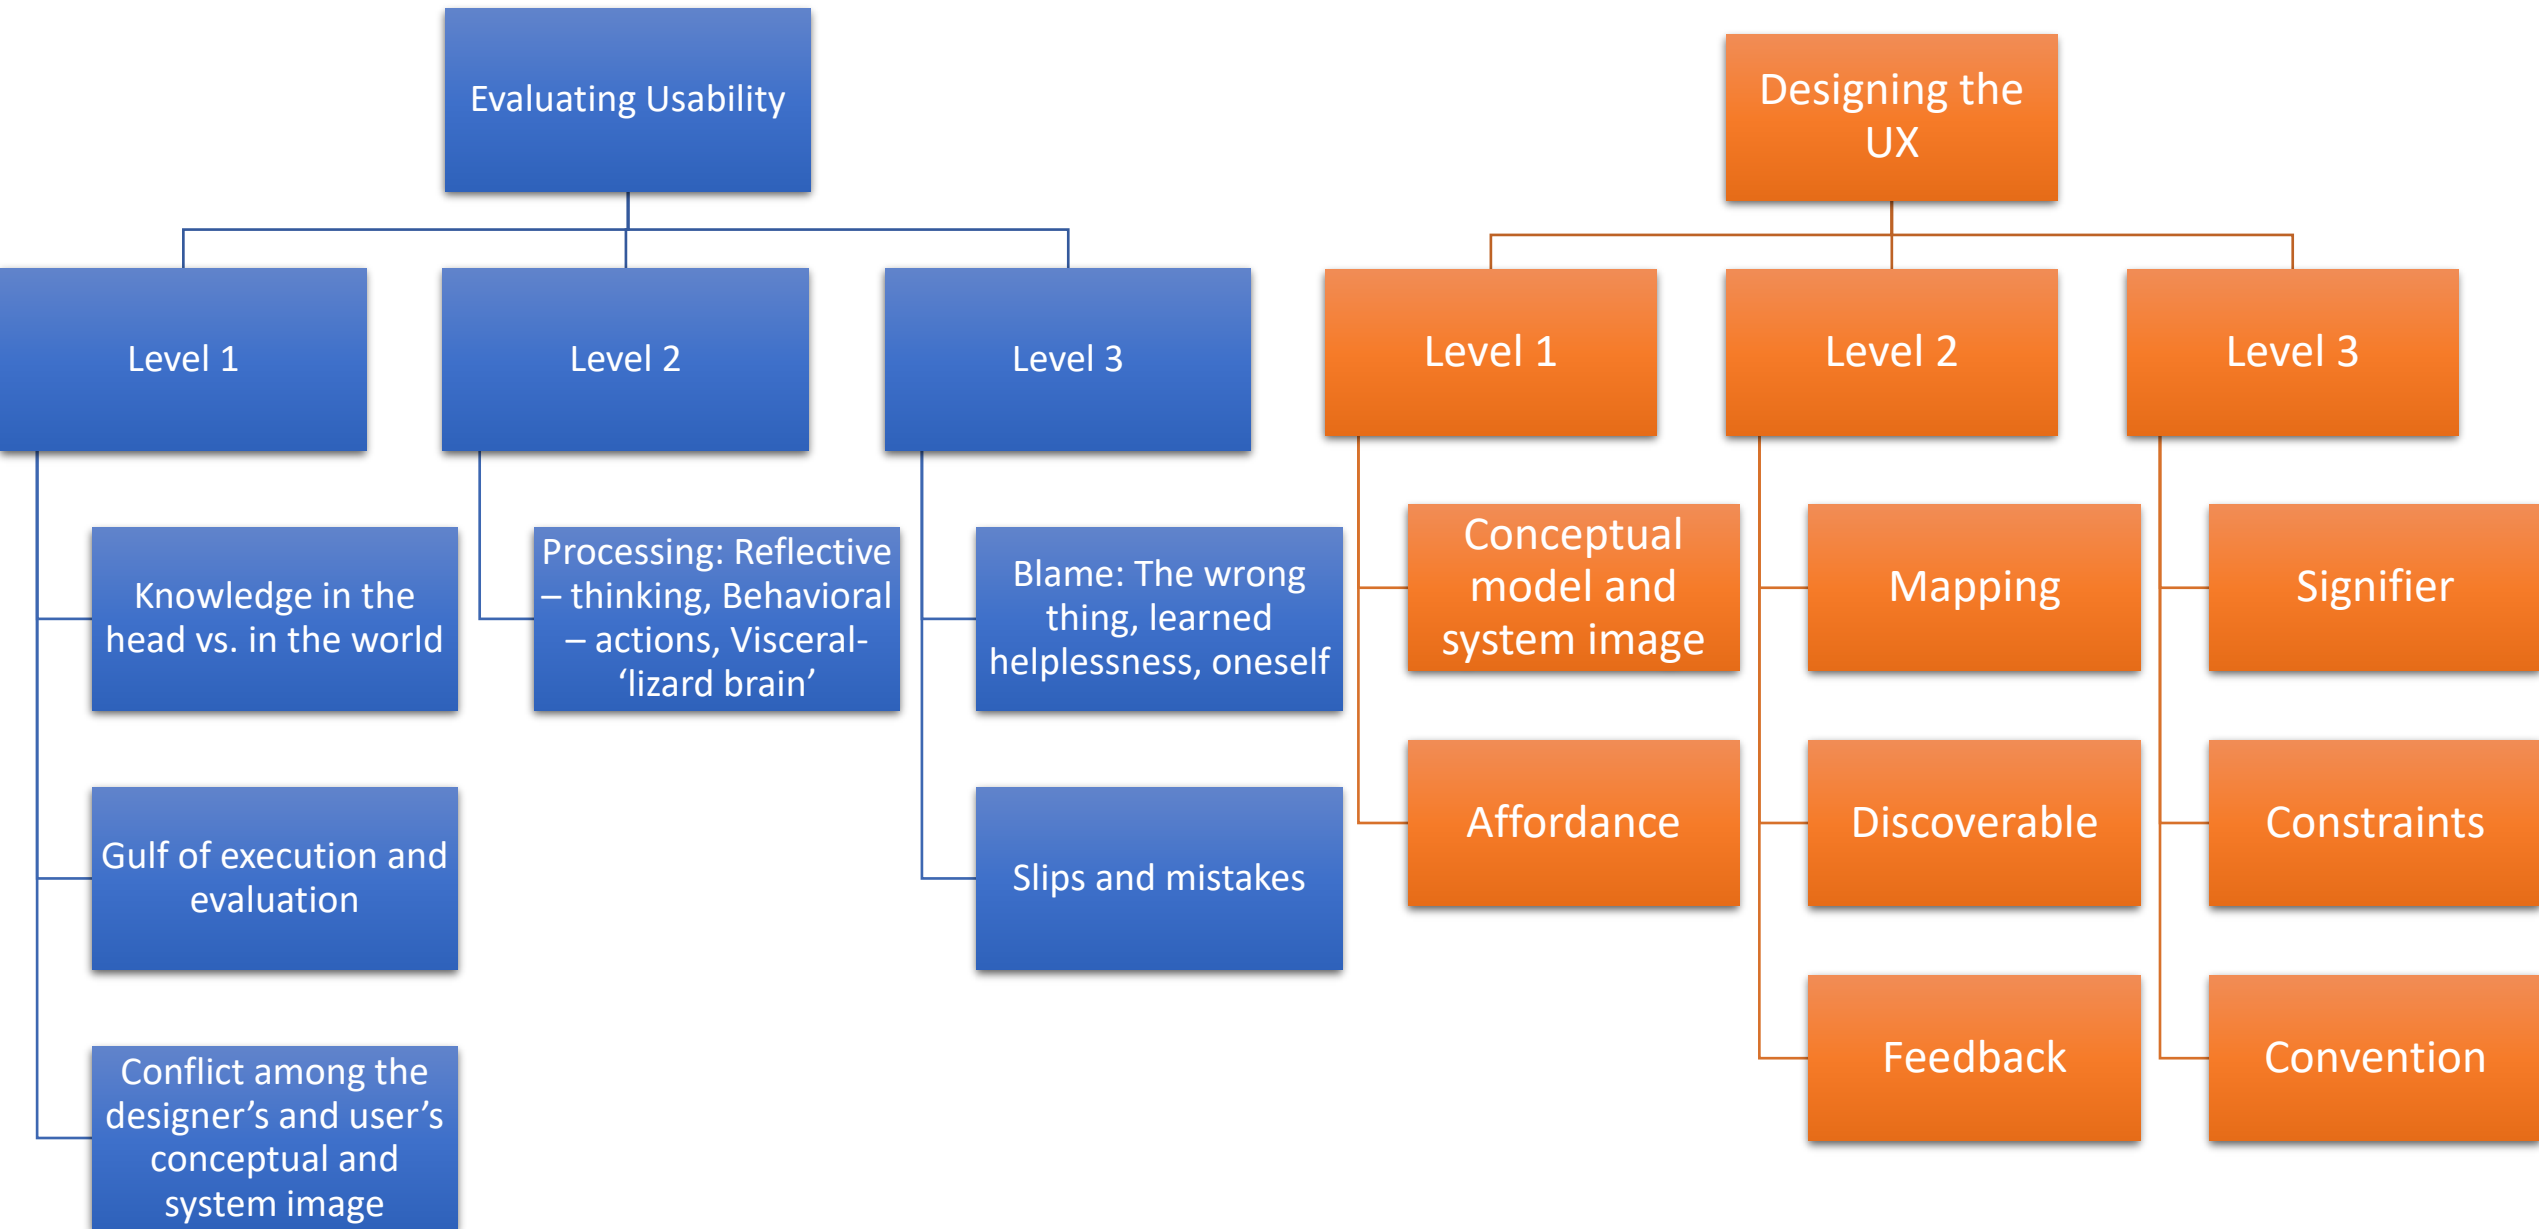 Evaluating Usability
Level 1
Knowledge in the
head vs. in the world
Gulf of execution and
evaluation
Conflict among the
designer’s and user’s
conceptual and
system image
Level 2
Processing: Reflective
– thinking, Behavioral
– actions, Visceral-
‘lizard brain’
Level 3
Blame: The wrong
thing, learned
helplessness, oneself
Slips and mistakes
Designing the
UX
Level 1
Conceptual
model and
system image
Affordance
Level 2
Mapping
Discoverable
Feedback
Level 3
Signifier
Constraints
Convention